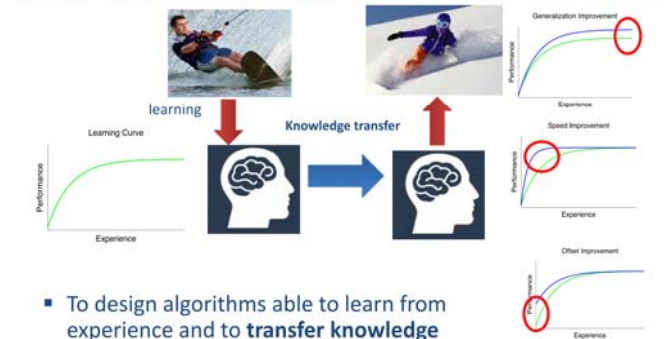 Generalization Improvement
Performance
Experience
learning
Knowledge transfer
Learning Curve
Performance
Experience
Speed Improvement
Performance
Experience
Offset Improvement
Performance
Experience
▪ To design algorithms able to learn from
experience and to transfer knowledge